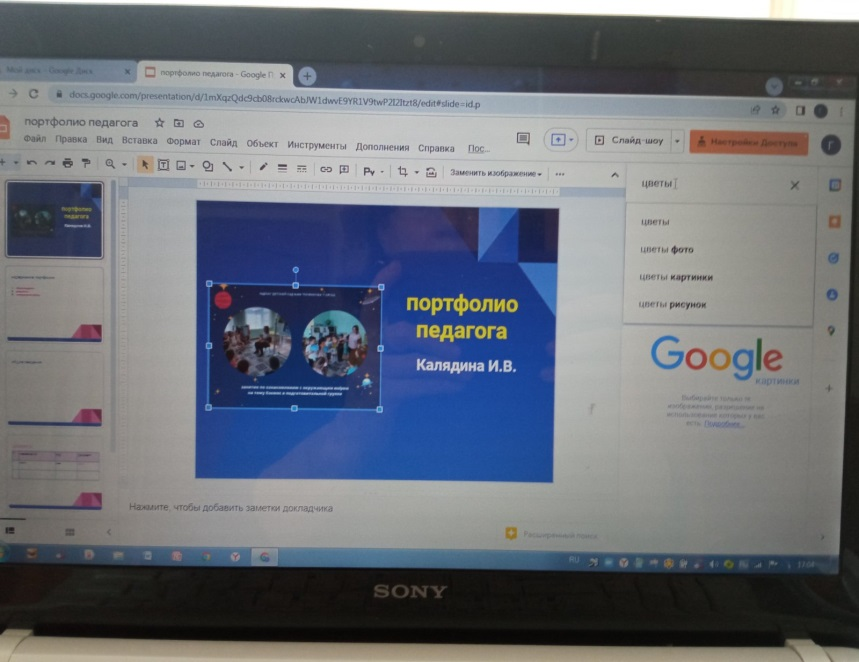 Мой диск - Google Диск
портфолио педагога - Google П
docs.google.com/presentation/d/1mXqzQdc9cb08rckwcAbJW1dwvE9YR1V9twP2I2Itzt8/edit#slide=id.p
портфолио педагога
Файл Правка Вид Вставка Формат Слайд Объект Инструменты Дополнения Справка Пос...
Слайд-шоу
Настройки Доступа
Заменить изображение
цветы
цветы
цветы фото
цветы картинки
цветы рисунок
портфолио
педагога
Калядина И.В.
портфолио
педагога
Калядина И.В.
Google
картинки
Выбирайте только те
изображения, разрешение на
использование которых у вас
есть. Подробнее...
Нажмите, чтобы добавить заметки докладчика
Расширенный поиск
RU
SONY